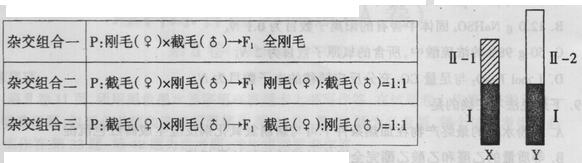 杂交组合一 P:刚毛(♀)×截毛(♂)→F₁ 全刚毛
杂交组合二 P:截毛(♀)×刚毛(♂)→F₁ 刚毛(♀):截毛(♂)=1:1
杂交组合三 P:截毛(♀)×刚毛(♂)→F₁ 截毛(♀):刚毛(♂)=1:1
II-1
II-2
I
I
X
Y